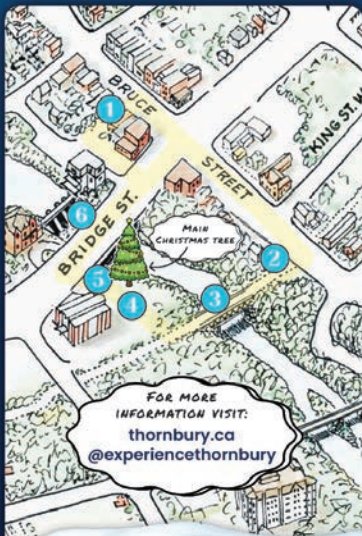 1
BRUCE
STREET
KING ST. W.
6
BRIDGE ST.
MAIN
CHRISTMAS TREE
5
4
3
2
FOR MORE
INFORMATION VISIT:
thornbury.ca
@experiencethornbury